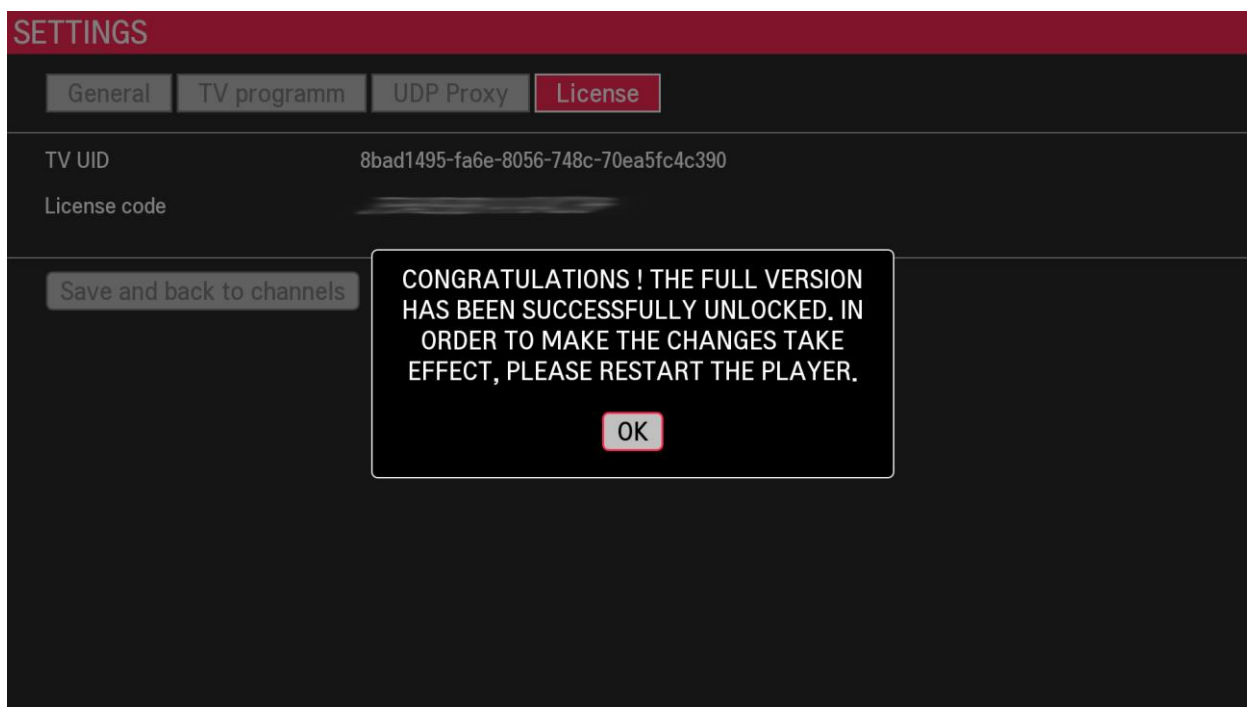 SETTINGS
General TV programm UDP Proxy License
TV UID 8bad1495-fa6e-8056-748c-70ea5fc4c390
License code
Save and back to channels
CONGRATULATIONS ! THE FULL VERSION
HAS BEEN SUCCESSFULLY UNLOCKED. IN
ORDER TO MAKE THE CHANGES TAKE
EFFECT, PLEASE RESTART THE PLAYER.
OK